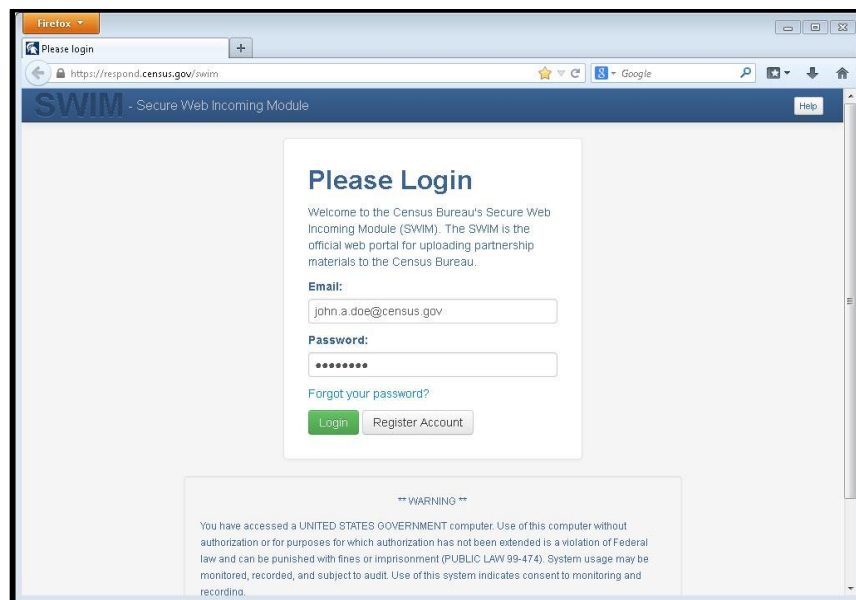 Firefox
Please login
https://respond.census.gov/swim
Google
SWIM - Secure Web Incoming Module
Help
Please Login
Welcome to the Census Bureau's Secure Web
Incoming Module (SWIM). The SWIM is the
official web portal for uploading partnership
materials to the Census Bureau.
Email:
john.a.doe@census.gov
Password:
Forgot your password?
Login
Register Account
** WARNING **
You have accessed a UNITED STATES GOVERNMENT computer. Use of this computer without
authorization or for purposes for which authorization has not been extended is a violation of Federal
law and can be punished with fines or imprisonment (PUBLIC LAW 99-474). System usage may be
monitored, recorded, and subject to audit. Use of this system indicates consent to monitoring and
recording.